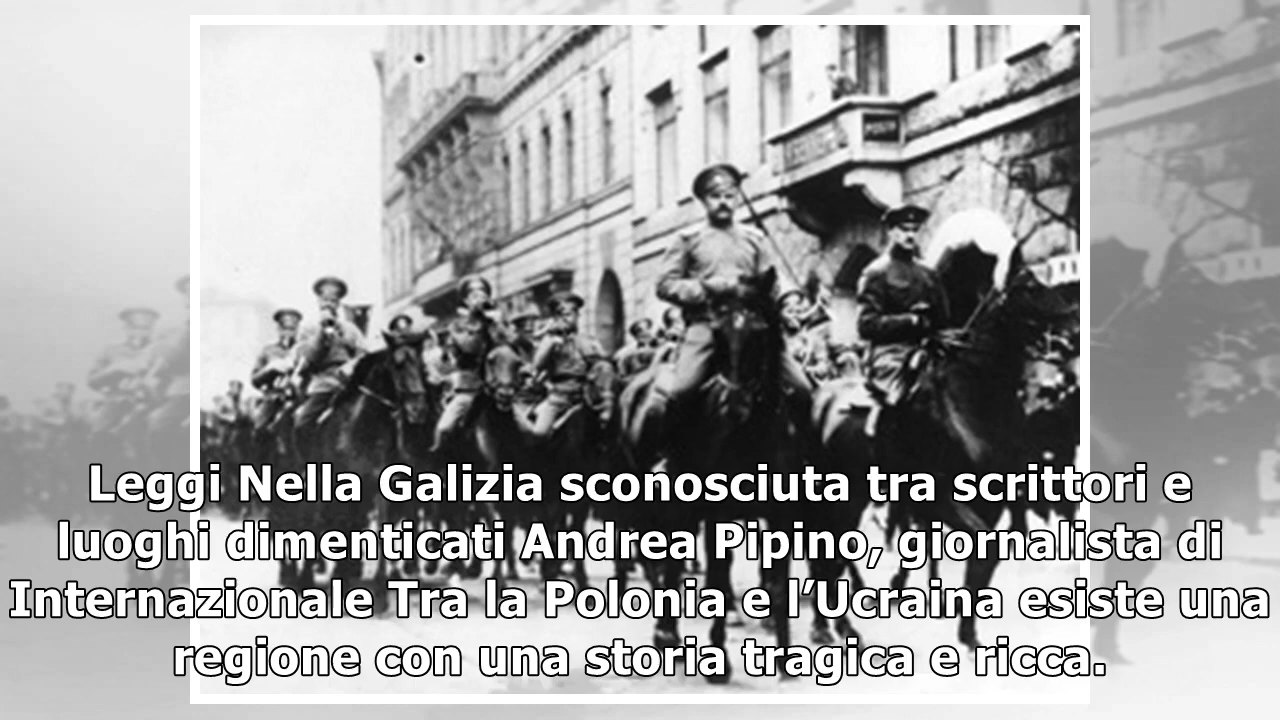 Leggi Nella Galizia sconosciuta tra scrittori e
luoghi dimenticati Andrea Pipino, giornalista di
Internazionale Tra la Polonia e l’Ucraina esiste una
regione con una storia tragica e ricca.